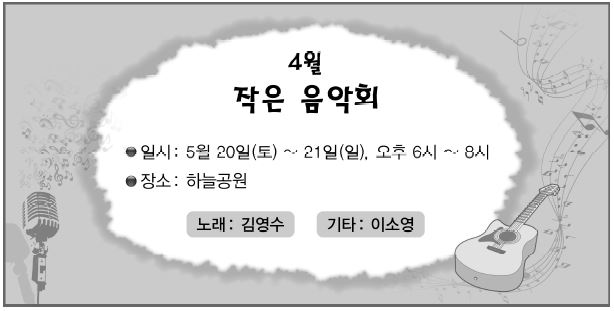 4월
작은 음악회
일시: 5월 20일(토) ~ 21일(일), 오후 6시 ~ 8시
장소: 하늘공원
노래: 김영수 기타: 이소영